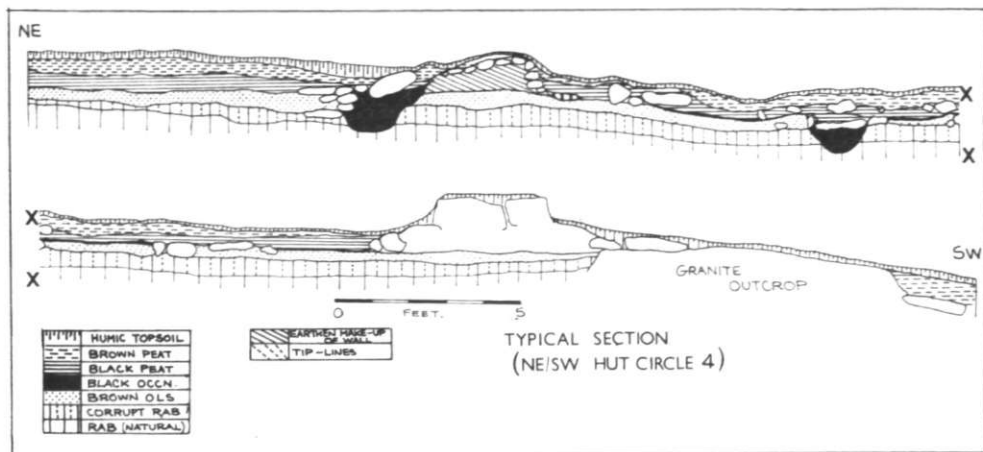 NE
X
X
X
X
SW
GRANITE
OUTCROP
0 FEET. 5
HUMIC TOPSOIL
BROWN PEAT
BLACK PEAT
BLACK OCCN.
BROWN OLS
CORRUPT RAB
RAB (NATURAL)
EARTHEN MAKE-UP
OF WALL
TIP-LINES
TYPICAL SECTION
(NE/SW HUT CIRCLE 4)